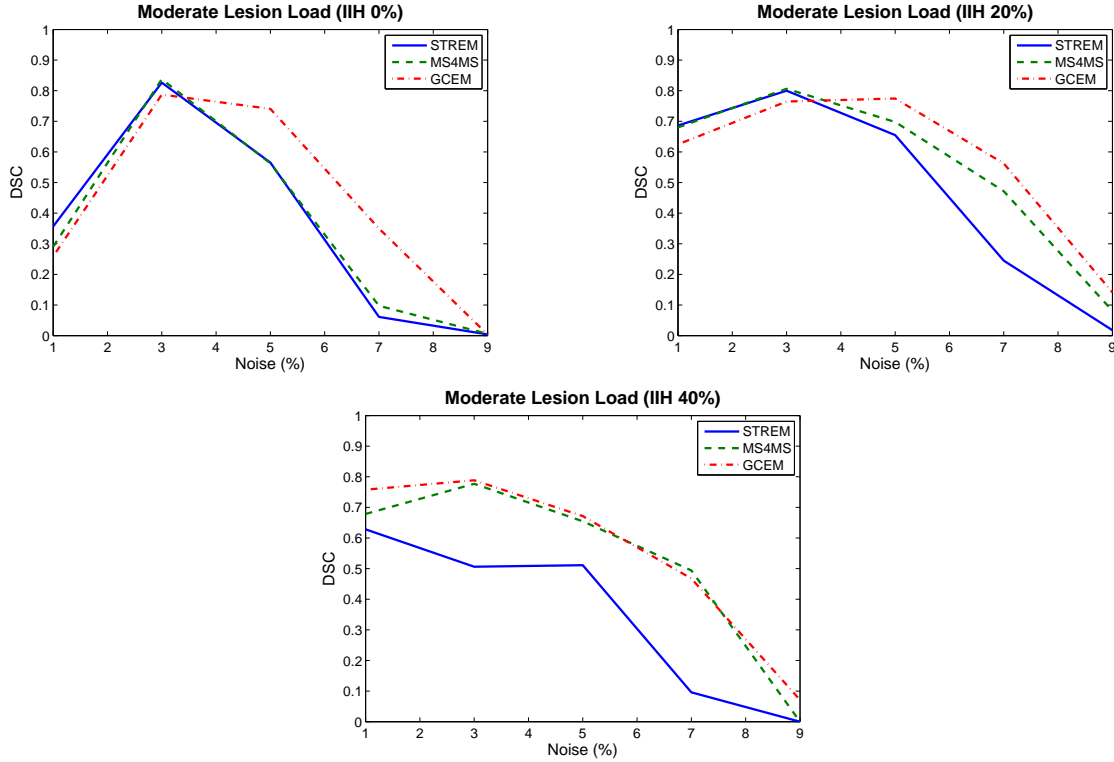 Moderate Lesion Load (IIH 0%)
1
0.9
0.8
0.7
0.6
0.5
0.4
0.3
0.2
0.1
0
DSC
STREM
MS4MS
GCEM
1 2 3 4 5 6 7 8 9
Noise (%)
Moderate Lesion Load (IIH 20%)
1
0.9
0.8
0.7
0.6
0.5
0.4
0.3
0.2
0.1
0
DSC
STREM
MS4MS
GCEM
1 2 3 4 5 6 7 8 9
Noise (%)
Moderate Lesion Load (IIH 40%)
1
0.9
0.8
0.7
0.6
0.5
0.4
0.3
0.2
0.1
0
DSC
STREM
MS4MS
GCEM
1 2 3 4 5 6 7 8 9
Noise (%)